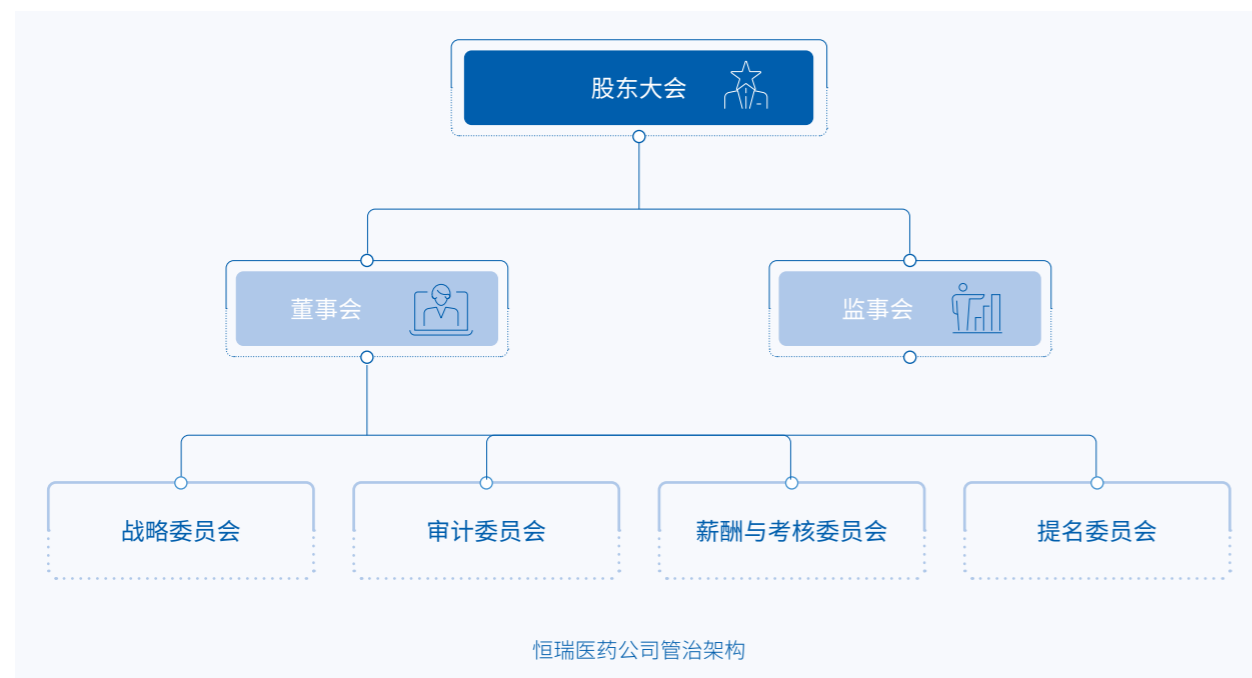 股东大会
董事会
监事会
战略委员会
审计委员会
薪酬与考核委员会
提名委员会
恒瑞医药公司管治架构